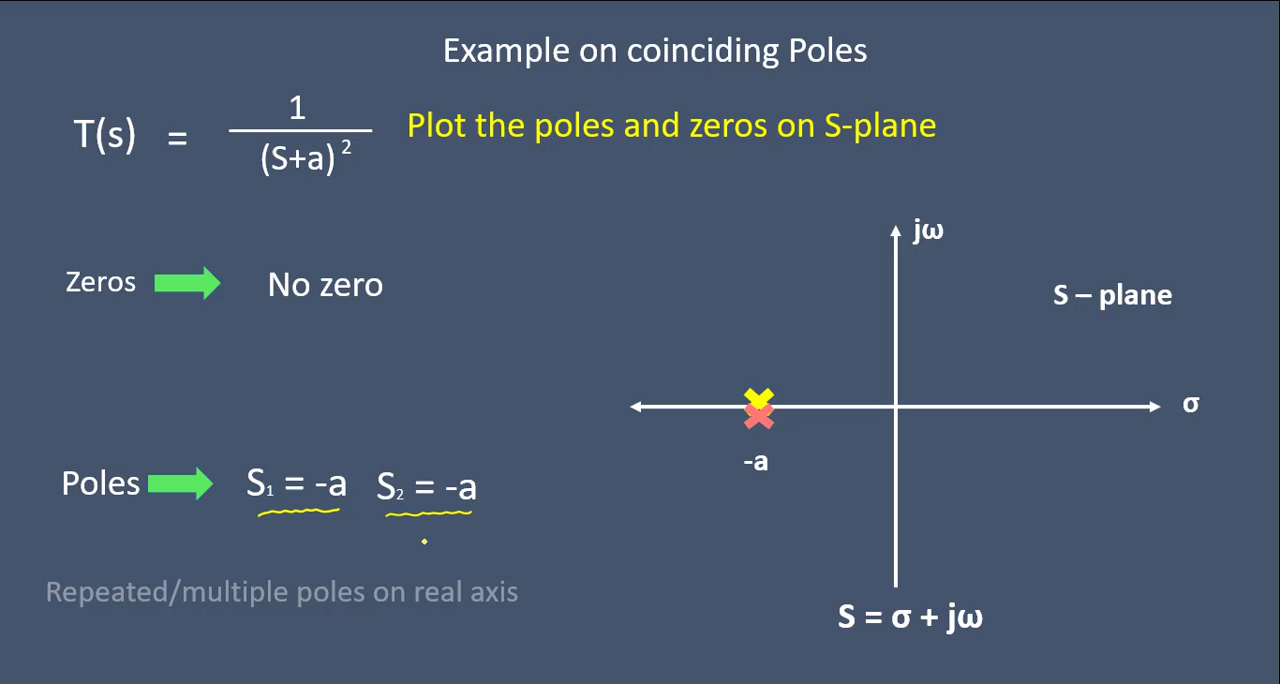 Example on coinciding Poles
T(s) = 1 / (S+a)²
Plot the poles and zeros on S-plane
jω
S – plane
Zeros
No zero
σ
-a
Poles
S₁ = -a S₂ = -a
Repeated/multiple poles on real axis
S = σ + jω